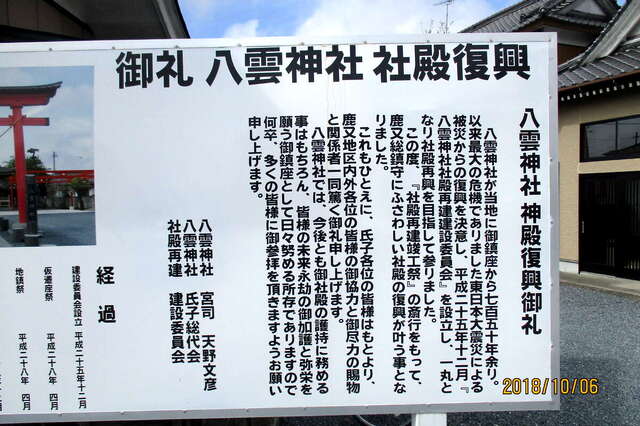 御礼 八雲神社 社殿復興
八雲神社 神殿復興御礼
八雲神社が当地に御鎮座から七百五十年余り。
以来最大の危機でありました東日本大震災による
被災からの復興を決意し、平成二十五年十二月『
八雲神社社殿再建建設委員会』を設立し、一丸と
なり社殿再興を目指して参りました。
この度、『社殿再建竣工祭』の斎行をもって、
鹿又総鎮守にふさわしい社殿の復興が叶う事とな
りました。
これもひとえに、氏子各位の皆様はもとより、
鹿又地区内外各位の皆様の御協力と御尽力の賜物
と関係者一同篤く御礼申し上げます。
八雲神社では、今後とも御社殿の護持に務める
事はもちろん、皆様の未来永劫の御加護と弥栄を
願う御鎮座として日々努める所存でありますので
何卒、多くの皆様に御参拝を頂きますようお願い
申し上げます。
八雲神社 宮司 天野文彦
八雲神社 氏子総代会
社殿再建 建設委員会
経過
建設委員会設立 平成二十五年十二月
仮遷座祭 平成二十八年 四月
地鎮祭 平成二十八年 四月
2018/10/06